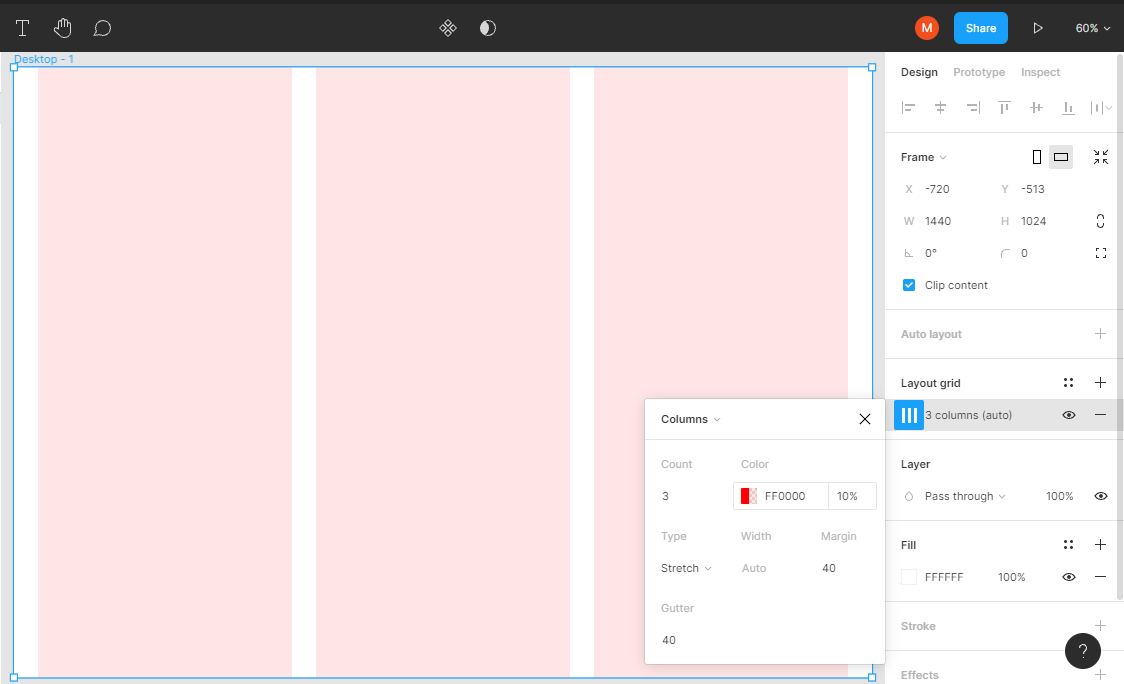 M
Share
60%
Desktop - 1
Design Prototype Inspect
Frame
X -720 Y -513
W 1440 H 1024
0° 0
Clip content
Auto layout
Layout grid
3 columns (auto)
Columns
Count Color
3 FF0000 10%
Type Width Margin
Stretch Auto 40
Gutter
40
Layer
Pass through 100%
Fill
FFFFFF 100%
Stroke
?
Effects